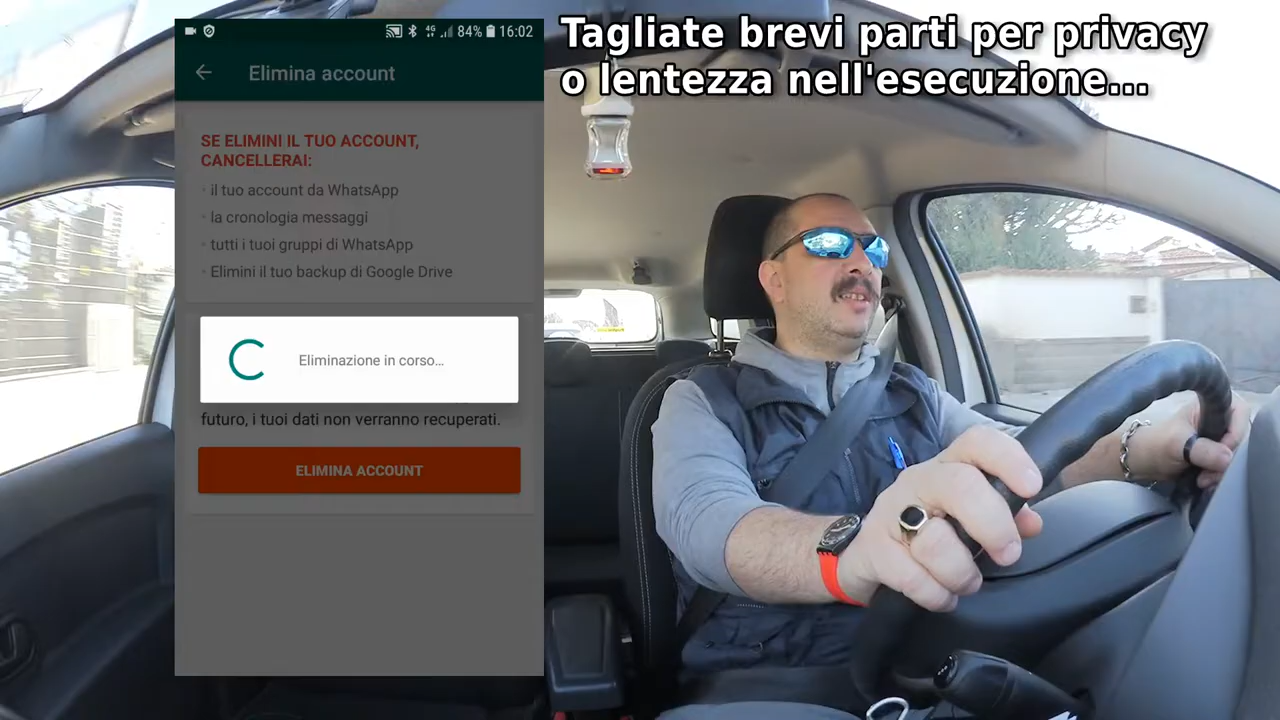 Tagliate brevi parti per privacy
o lentezza nell'esecuzione...
4G 84% 16:02
Elimina account
SE ELIMINI IL TUO ACCOUNT,
CANCELLERAI:
· il tuo account da WhatsApp
· la cronologia messaggi
· tutti i tuoi gruppi di WhatsApp
· Elimini il tuo backup di Google Drive
Eliminazione in corso...
futuro, i tuoi dati non verranno recuperati.
ELIMINA ACCOUNT